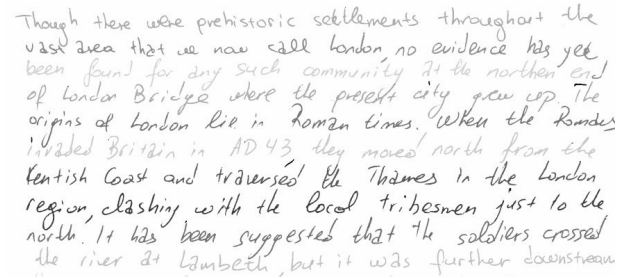 Though there were prehistoric settlements throughout the
vast area that we now call London, no evidence has yet
been found for any such community at the northen end
of London Bridge where the present city grew up. The
origins of London lie in Roman times. When the Romans
invaded Britain in AD 43, they moved north from the
Kentish Coast and traversed the Thames in the London
region, clashing with the local tribesmen just to the
north. It has been suggested that the soldiers crossed
the river at Lambeth, but it was further downstream